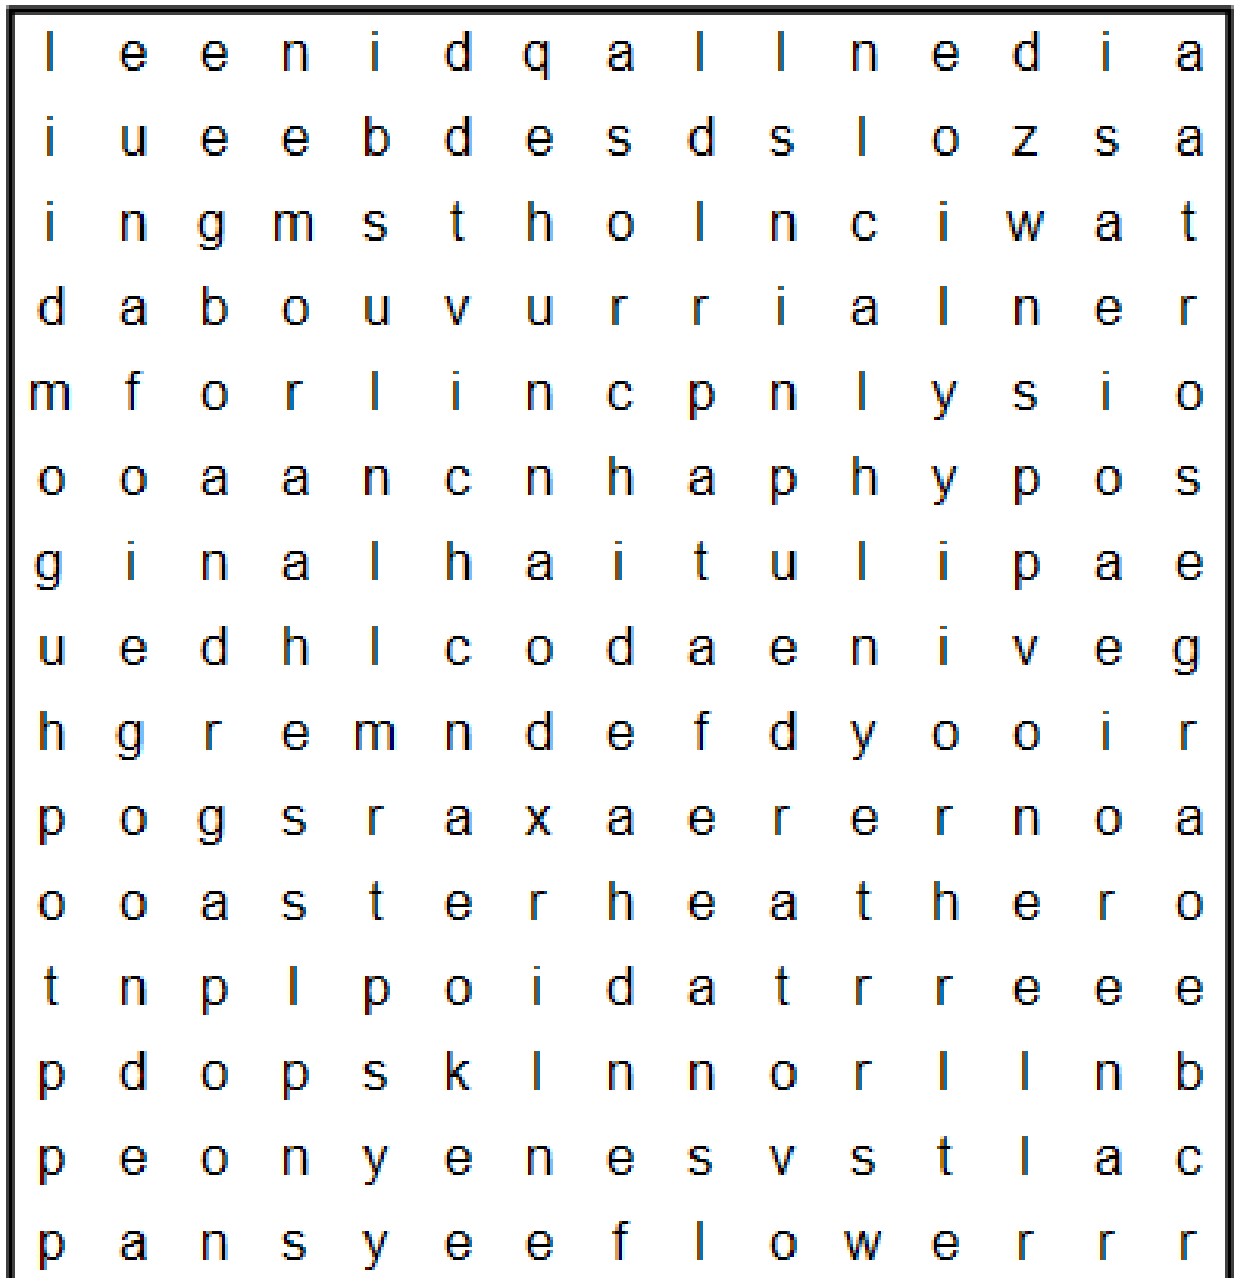 l e e n i d q a l l n e d i a
i u e e b d e s d s l o z s a
i n g m s t h o l n c i w a t
d a b o u v u r r i a l n e r
m f o r l i n c p n l y s i o
o o a a n c n h a p h y p o s
g i n a l h a i t u l i p a e
u e d h l c o d a e n i v e g
h g r e m n d e f d y o o i r
p o g s r a x a e r e r n o a
o o a s t e r h e a t h e r o
t n p l p o i d a t r r e e e
p d o p s k l n n o r l l n b
p e o n y e n e s v s t l a c
p a n s y e e f l o w e r r r